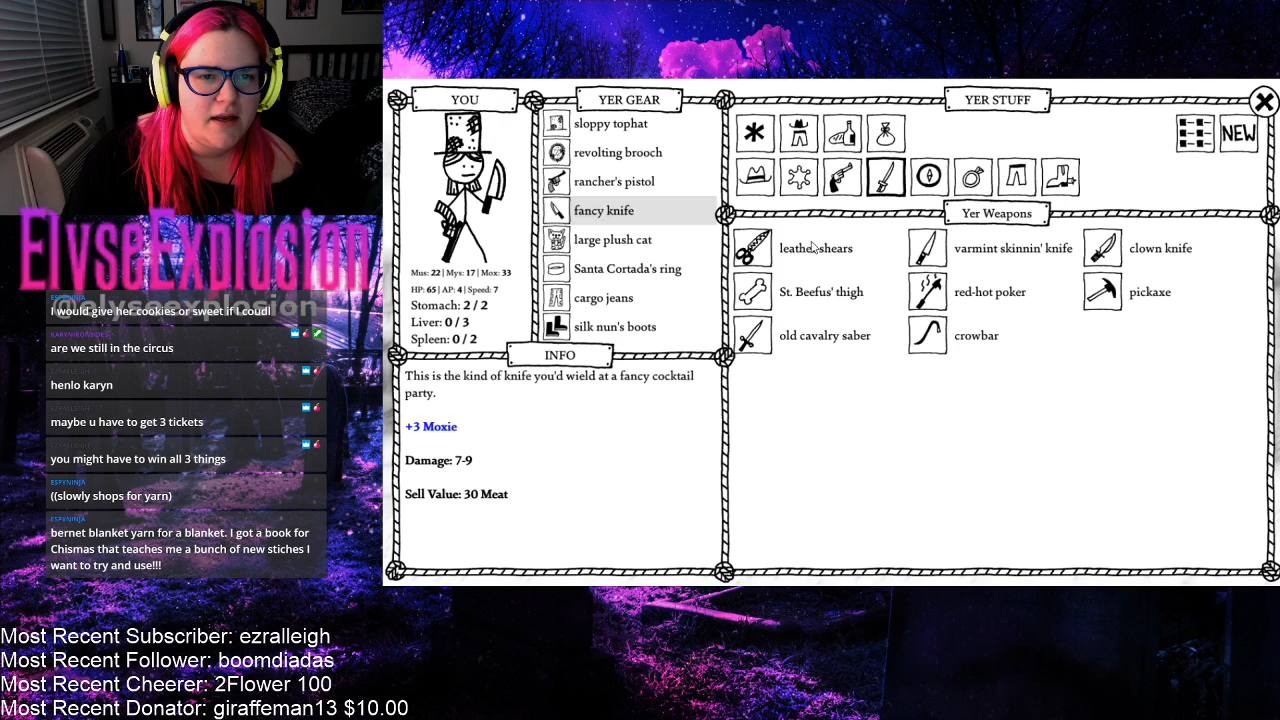 ElyseExplosion
@elyseexplosion
ESPYNINJA
I would give her cookies or sweet if I could!
are we still in the circus
henlo karyn
maybe u have to get 3 tickets
you might have to win all 3 things
ESPYNINJA
((slowly shops for yarn)
ESPYNINJA
bernet blanket yarn for a blanket. I got a book for
Chismas that teaches me a bunch of new stiches I
want to try and use!!!
Most Recent Subscriber: ezralleigh
Most Recent Follower: boomdiadas
Most Recent Cheerer: 2Flower 100
Most Recent Donator: giraffeman13 $10.00
YOU
Mus: 22 | Mys: 17 | Mox: 33
HP: 65 | AP: 4 | Speed: 7
Stomach: 2 / 2
Liver: 0 / 3
Spleen: 0 / 2
YER GEAR
sloppy tophat
revolting brooch
rancher's pistol
fancy knife
large plush cat
Santa Cortada's ring
cargo jeans
silk nun's boots
INFO
This is the kind of knife you'd wield at a fancy cocktail
party.
+3 Moxie
Damage: 7-9
Sell Value: 30 Meat
YER STUFF
NEW
Yer Weapons
leather shears
varmint skinnin' knife
clown knife
St. Beefus' thigh
red-hot poker
pickaxe
old cavalry saber
crowbar